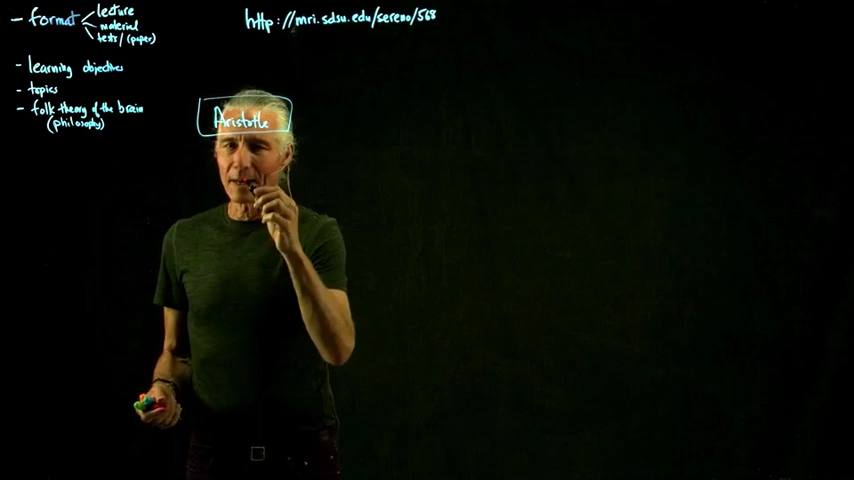 - format
lecture
material
tests/(paper)
http://mri.sdsu.edu/sereno/568
- learning objectives
- topics
- folk theory of the brain
(philosophy)
Aristotle